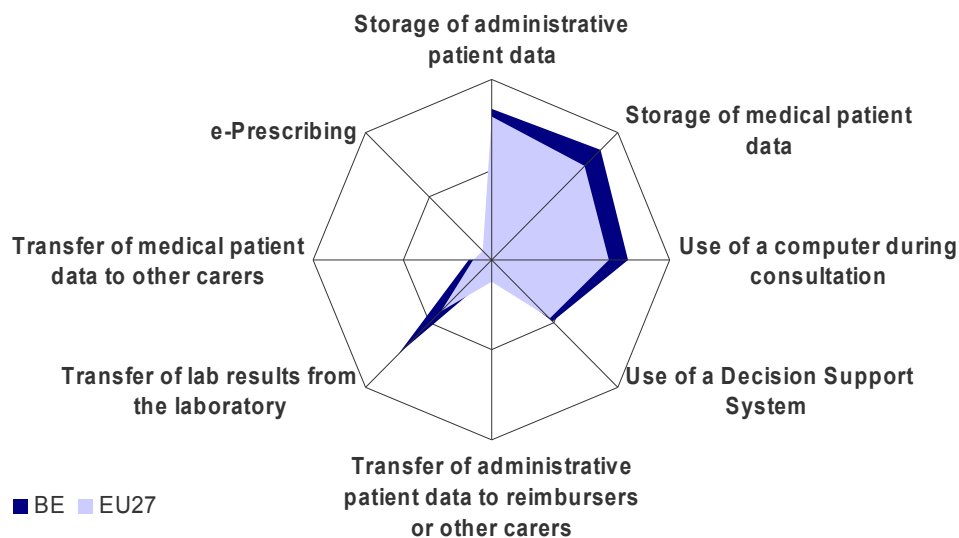 Storage of administrative
patient data
Storage of medical patient
data
e-Prescribing
Transfer of medical patient
data to other carers
Use of a computer during
consultation
Transfer of lab results from
the laboratory
Use of a Decision Support
System
Transfer of administrative
patient data to reimbursers
or other carers
BE EU27